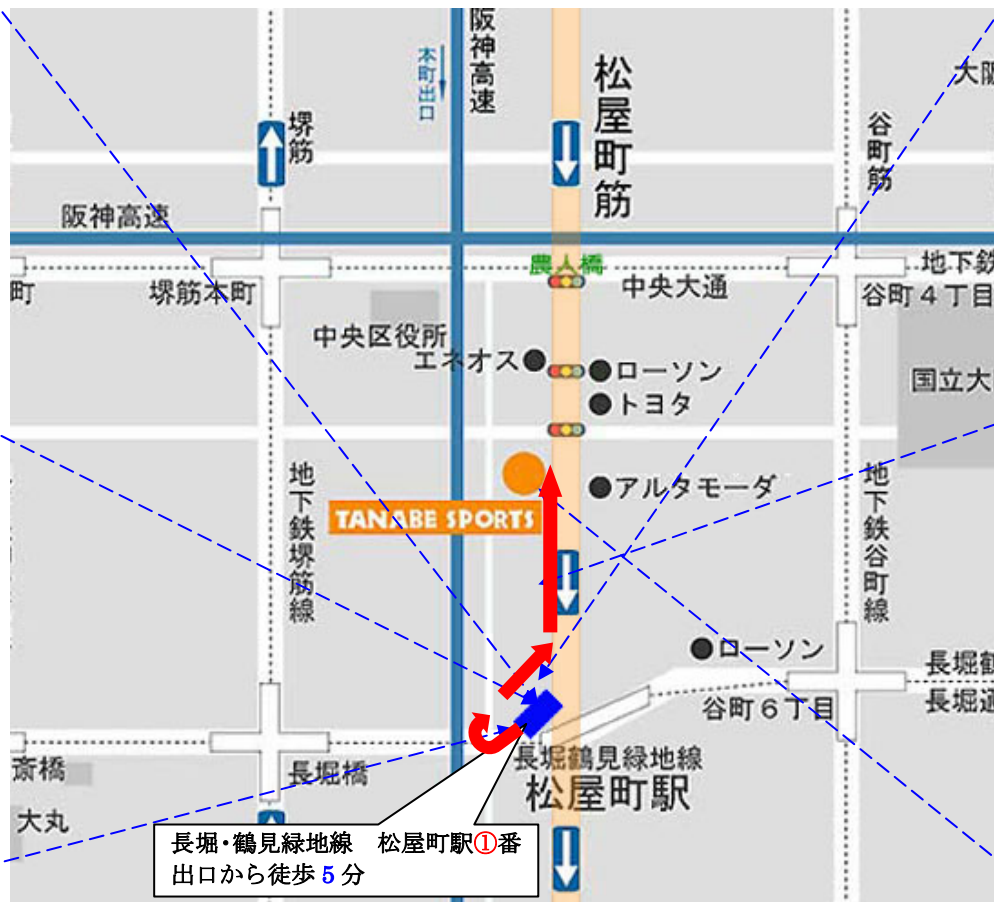 阪神高速
本町出口
松屋町筋
大阪
堺筋
谷町筋
阪神高速
農人橋
地下鉄
町
堺筋本町
中央大通
谷町4丁目
中央区役所
エネオス
ローソン
国立大
トヨタ
地下鉄堺筋線
アルタモーダ
地下鉄谷町線
TANABE SPORTS
ローソン
長堀鶴
谷町6丁目
長堀通
長堀鶴見緑地線
斎橋
長堀橋
松屋町駅
大丸
長堀・鶴見緑地線　松屋町駅①番
出口から徒歩5分